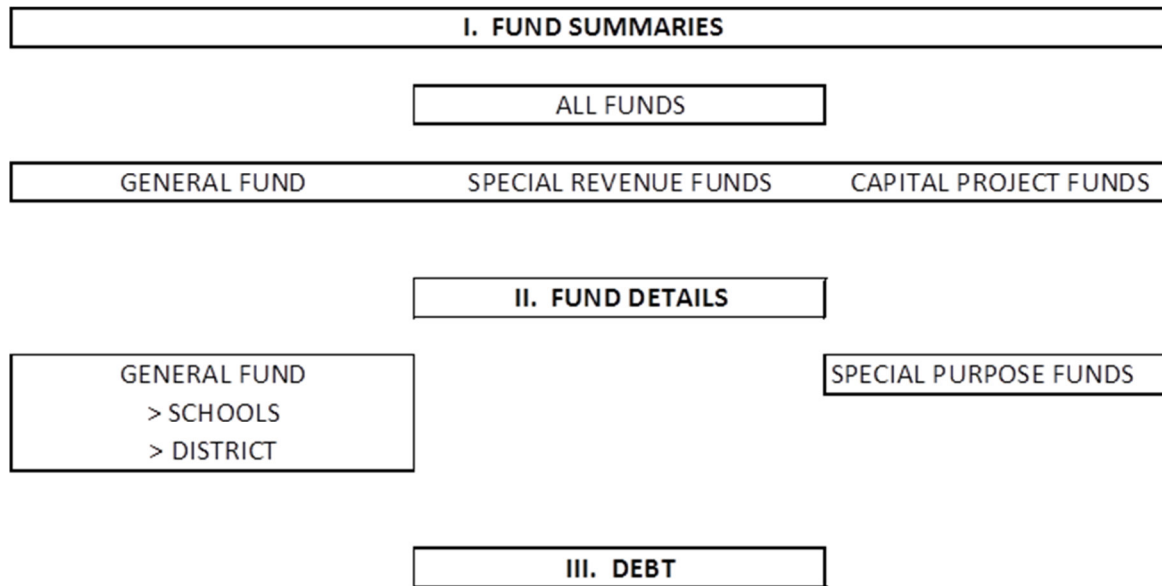 I. FUND SUMMARIES
ALL FUNDS
GENERAL FUND SPECIAL REVENUE FUNDS CAPITAL PROJECT FUNDS
II. FUND DETAILS
GENERAL FUND SPECIAL PURPOSE FUNDS
> SCHOOLS
> DISTRICT
III. DEBT